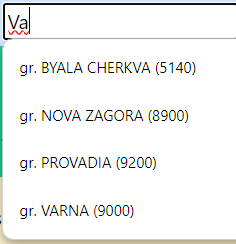 Va
gr. BYALA CHERKVA (5140)
gr. NOVA ZAGORA (8900)
gr. PROVADIA (9200)
gr. VARNA (9000)